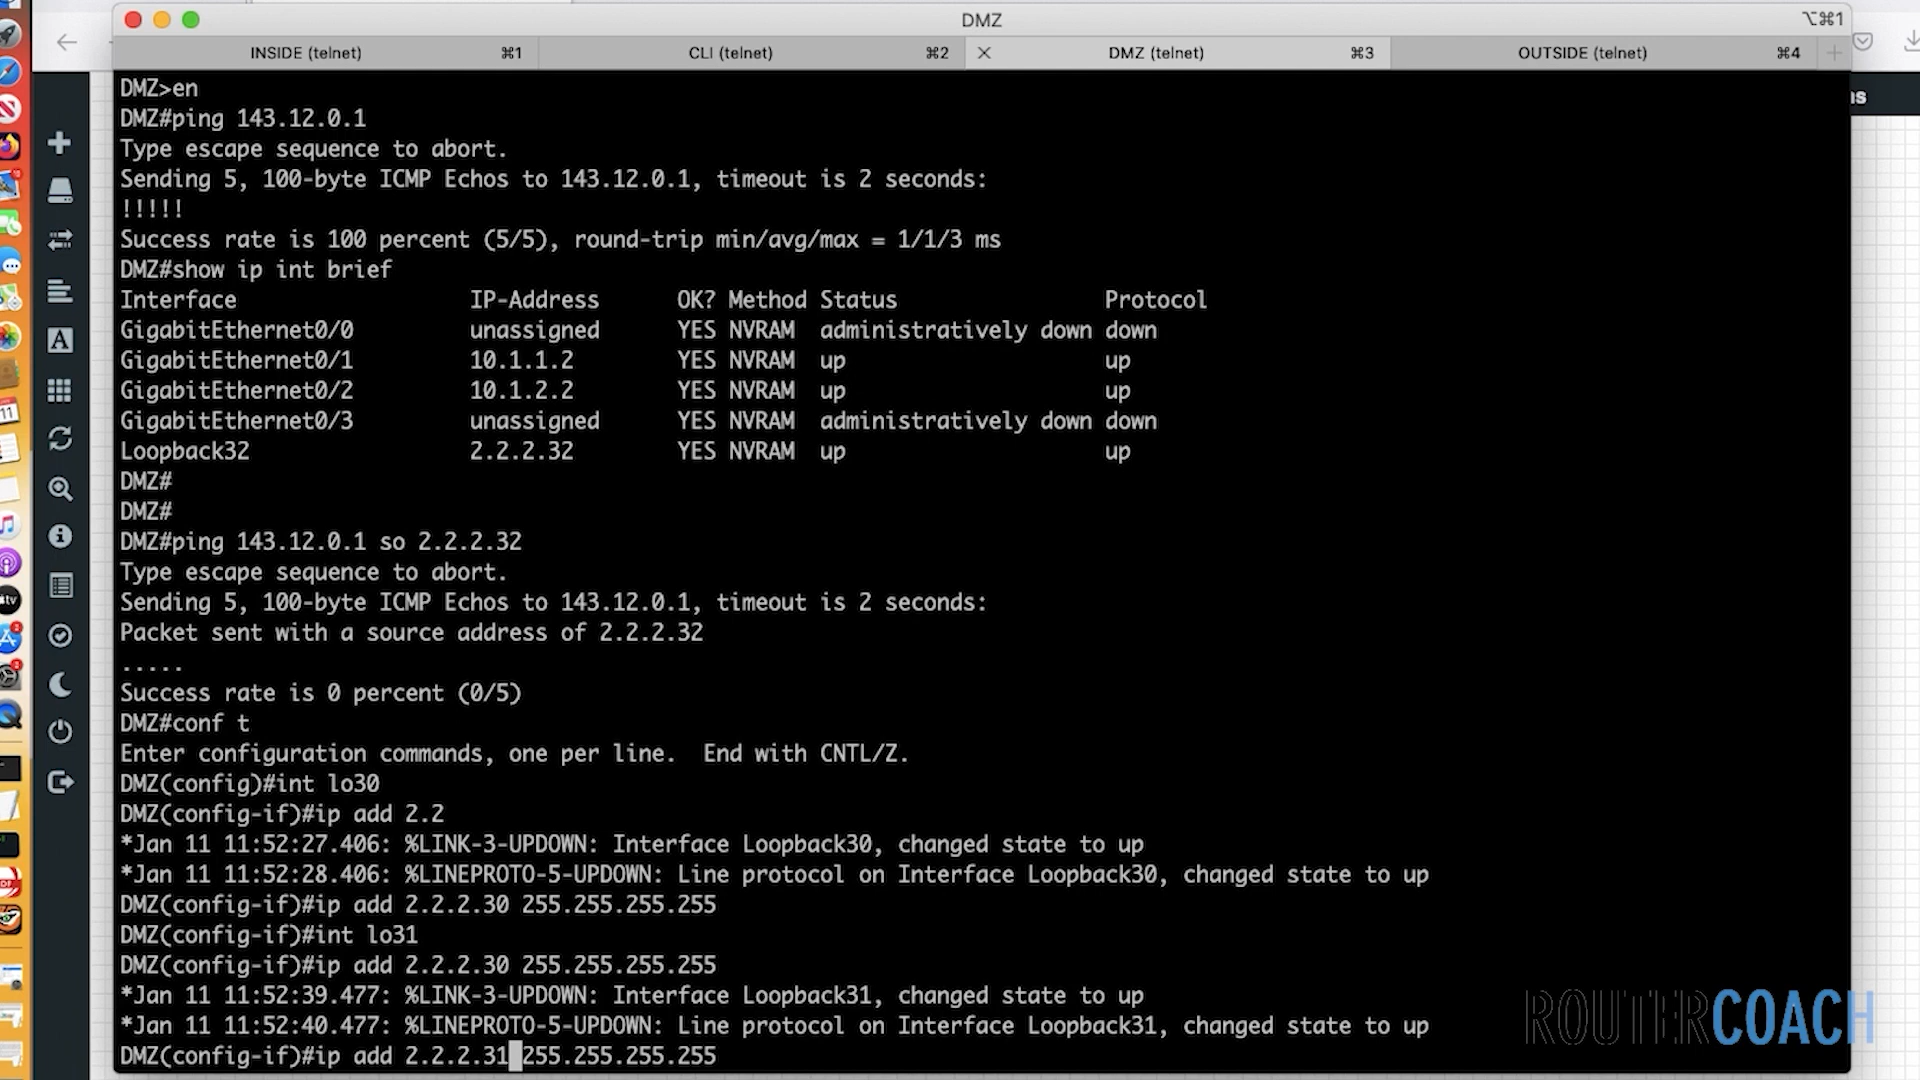 DMZ
⌥⌘1
INSIDE (telnet) ⌘1 CLI (telnet) ⌘2 DMZ (telnet) ⌘3 OUTSIDE (telnet) ⌘4
DMZ>en
DMZ#ping 143.12.0.1
Type escape sequence to abort.
Sending 5, 100-byte ICMP Echos to 143.12.0.1, timeout is 2 seconds:
!!!!!
Success rate is 100 percent (5/5), round-trip min/avg/max = 1/1/3 ms
DMZ#show ip int brief
Interface IP-Address OK? Method Status Protocol
GigabitEthernet0/0 unassigned YES NVRAM administratively down down
GigabitEthernet0/1 10.1.1.2 YES NVRAM up up
GigabitEthernet0/2 10.1.2.2 YES NVRAM up up
GigabitEthernet0/3 unassigned YES NVRAM administratively down down
Loopback32 2.2.2.32 YES NVRAM up up
DMZ#
DMZ#
DMZ#ping 143.12.0.1 so 2.2.2.32
Type escape sequence to abort.
Sending 5, 100-byte ICMP Echos to 143.12.0.1, timeout is 2 seconds:
Packet sent with a source address of 2.2.2.32
.....
Success rate is 0 percent (0/5)
DMZ#conf t
Enter configuration commands, one per line.  End with CNTL/Z.
DMZ(config)#int lo30
DMZ(config-if)#ip add 2.2
*Jan 11 11:52:27.406: %LINK-3-UPDOWN: Interface Loopback30, changed state to up
*Jan 11 11:52:28.406: %LINEPROTO-5-UPDOWN: Line protocol on Interface Loopback30, changed state to up
DMZ(config-if)#ip add 2.2.2.30 255.255.255.255
DMZ(config-if)#int lo31
DMZ(config-if)#ip add 2.2.2.30 255.255.255.255
*Jan 11 11:52:39.477: %LINK-3-UPDOWN: Interface Loopback31, changed state to up
*Jan 11 11:52:40.477: %LINEPROTO-5-UPDOWN: Line protocol on Interface Loopback31, changed state to up
DMZ(config-if)#ip add 2.2.2.31 255.255.255.255
ROUTERCOACH